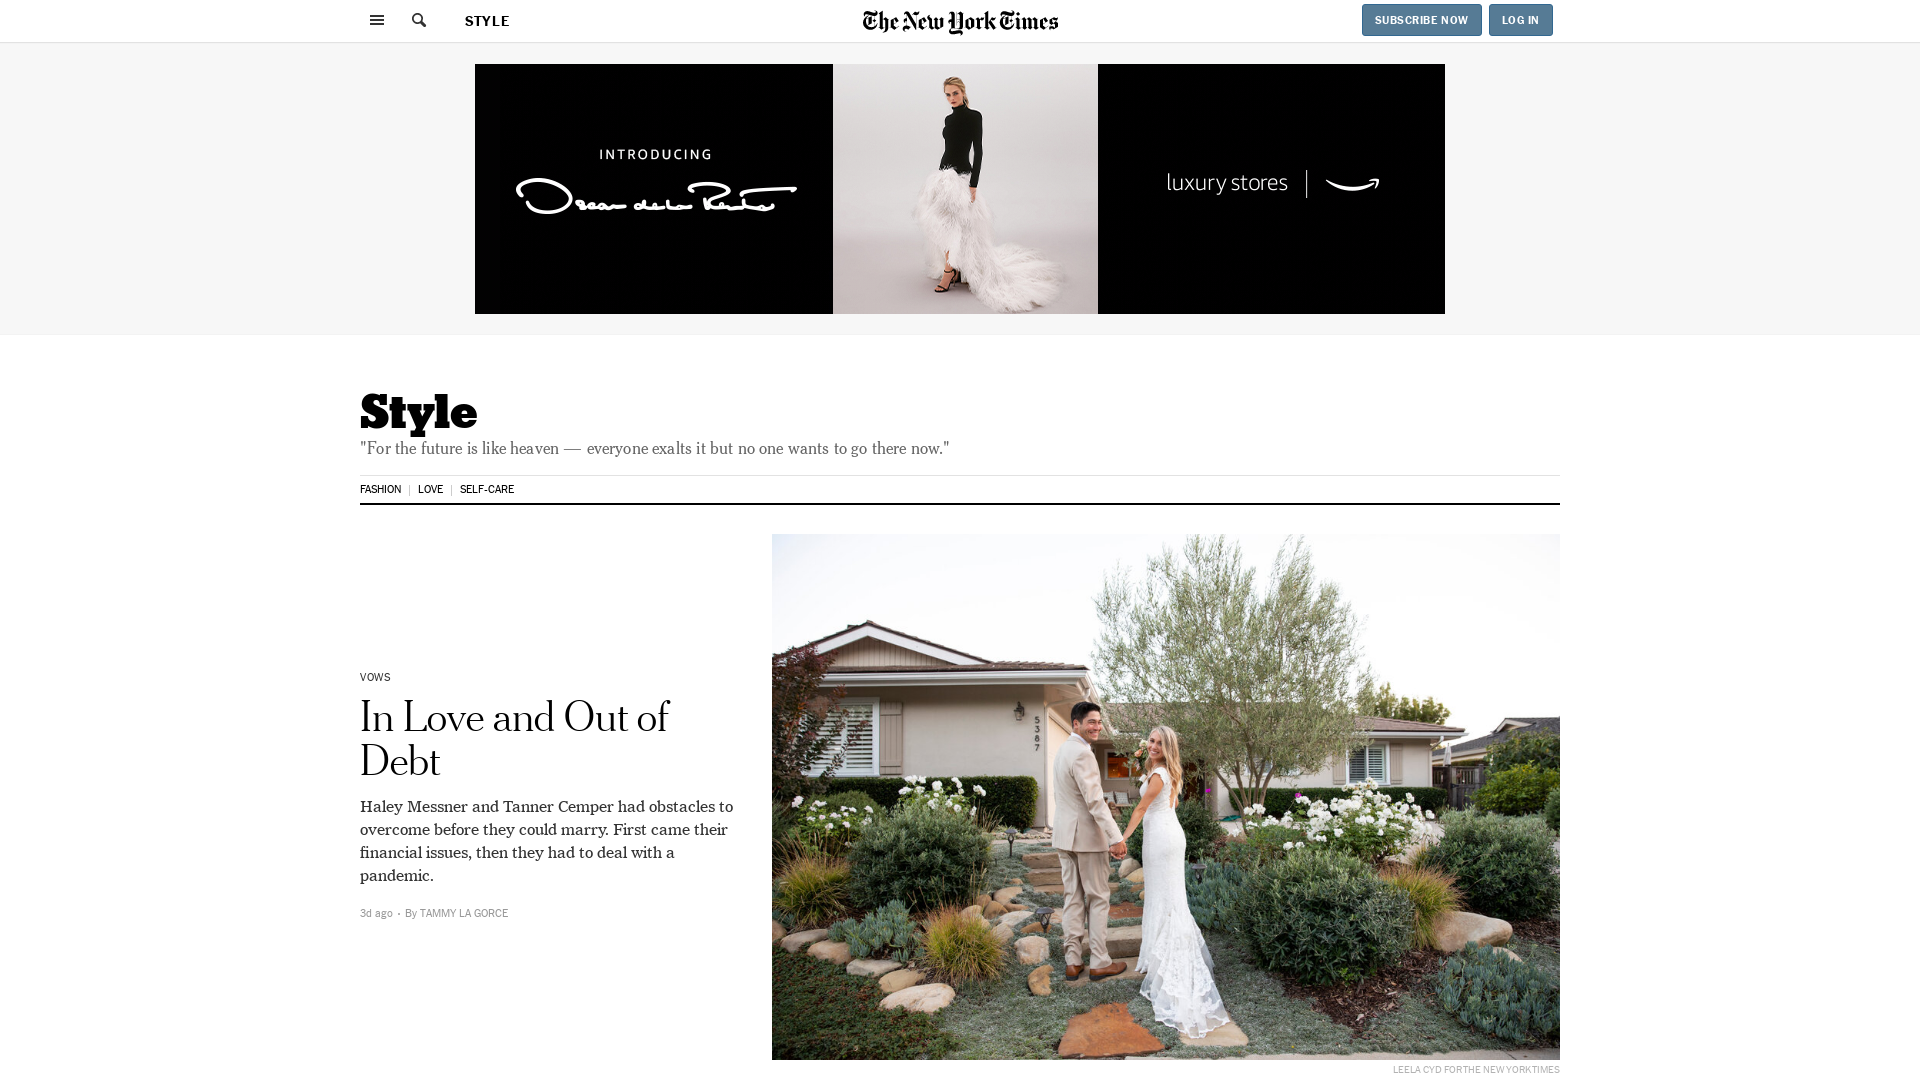 STYLE
The New York Times
SUBSCRIBE NOW
LOG IN
INTRODUCING
Oscar de la Renta
luxury stores
Style
"For the future is like heaven — everyone exalts it but no one wants to go there now."
FASHION
LOVE
SELF-CARE
VOWS
In Love and Out of
Debt
Haley Messner and Tanner Cemper had obstacles to
overcome before they could marry. First came their
financial issues, then they had to deal with a
pandemic.
3d ago • By TAMMY LA GORCE
5387
LEELA CYD FOR THE NEW YORK TIMES